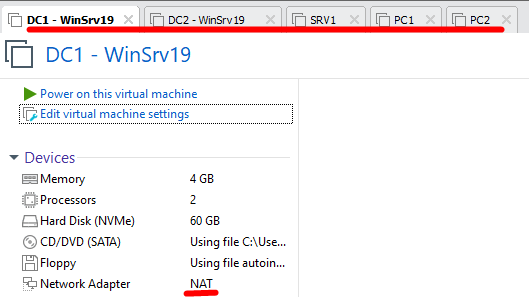 DC1 - WinSrv19 DC2 - WinSrv19 SRV1 PC1 PC2
DC1 - WinSrv19
Power on this virtual machine
Edit virtual machine settings
Devices
Memory 4 GB
Processors 2
Hard Disk (NVMe) 60 GB
CD/DVD (SATA) Using file C:\Use...
Floppy Using file autoin...
Network Adapter NAT